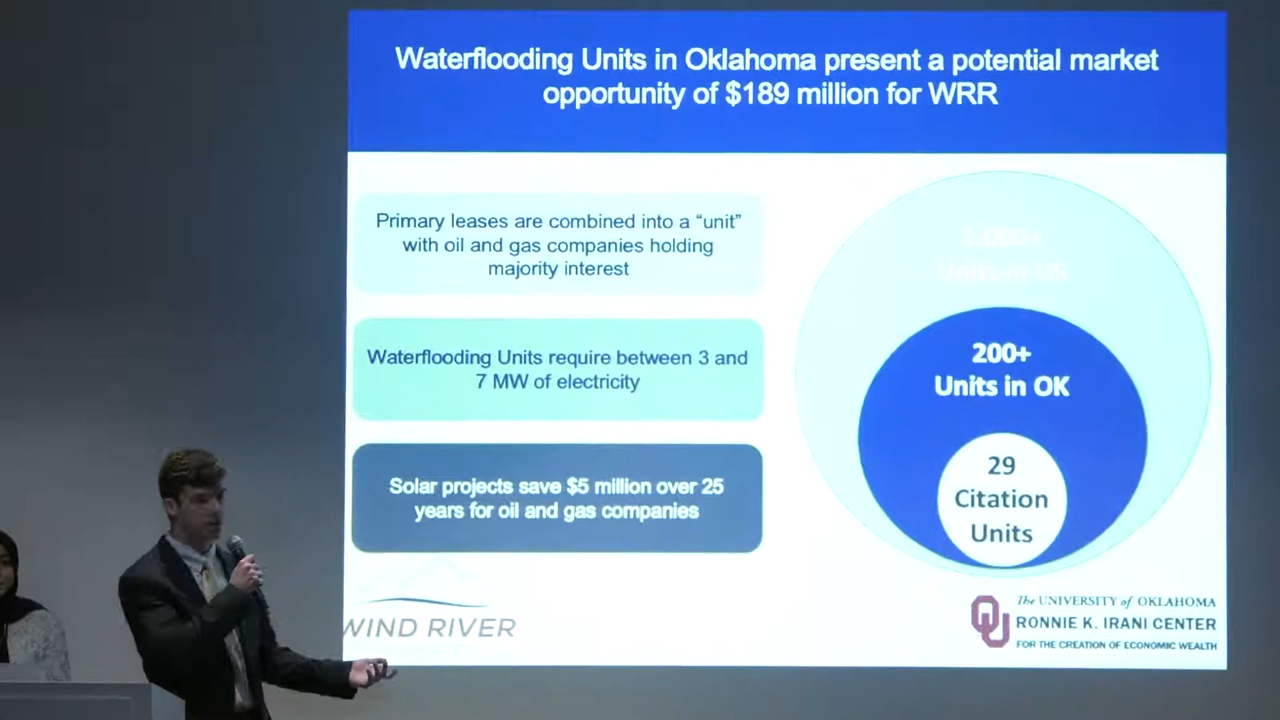 Waterflooding Units in Oklahoma present a potential market
opportunity of $189 million for WRR
Primary leases are combined into a “unit”
with oil and gas companies holding
majority interest
Waterflooding Units require between 3 and
7 MW of electricity
Solar projects save $5 million over 25
years for oil and gas companies
1,000+
Units in US
200+
Units in OK
29
Citation
Units
WIND RIVER
The UNIVERSITY of OKLAHOMA
RONNIE K. IRANI CENTER
FOR THE CREATION OF ECONOMIC WEALTH